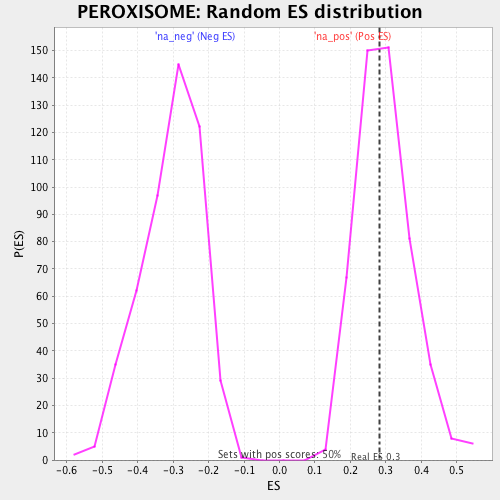 PEROXISOME: Random ES distribution
'na_neg' (Neg ES)
'na_pos' (Pos ES)
150
140
130
120
110
100
90
80
70
60
50
40
30
20
10
0
P(ES)
Sets with pos scores: 50%
Real ES 0.3
-0.6 -0.5 -0.4 -0.3 -0.2 -0.1 0.0 0.1 0.2 0.3 0.4 0.5
ES